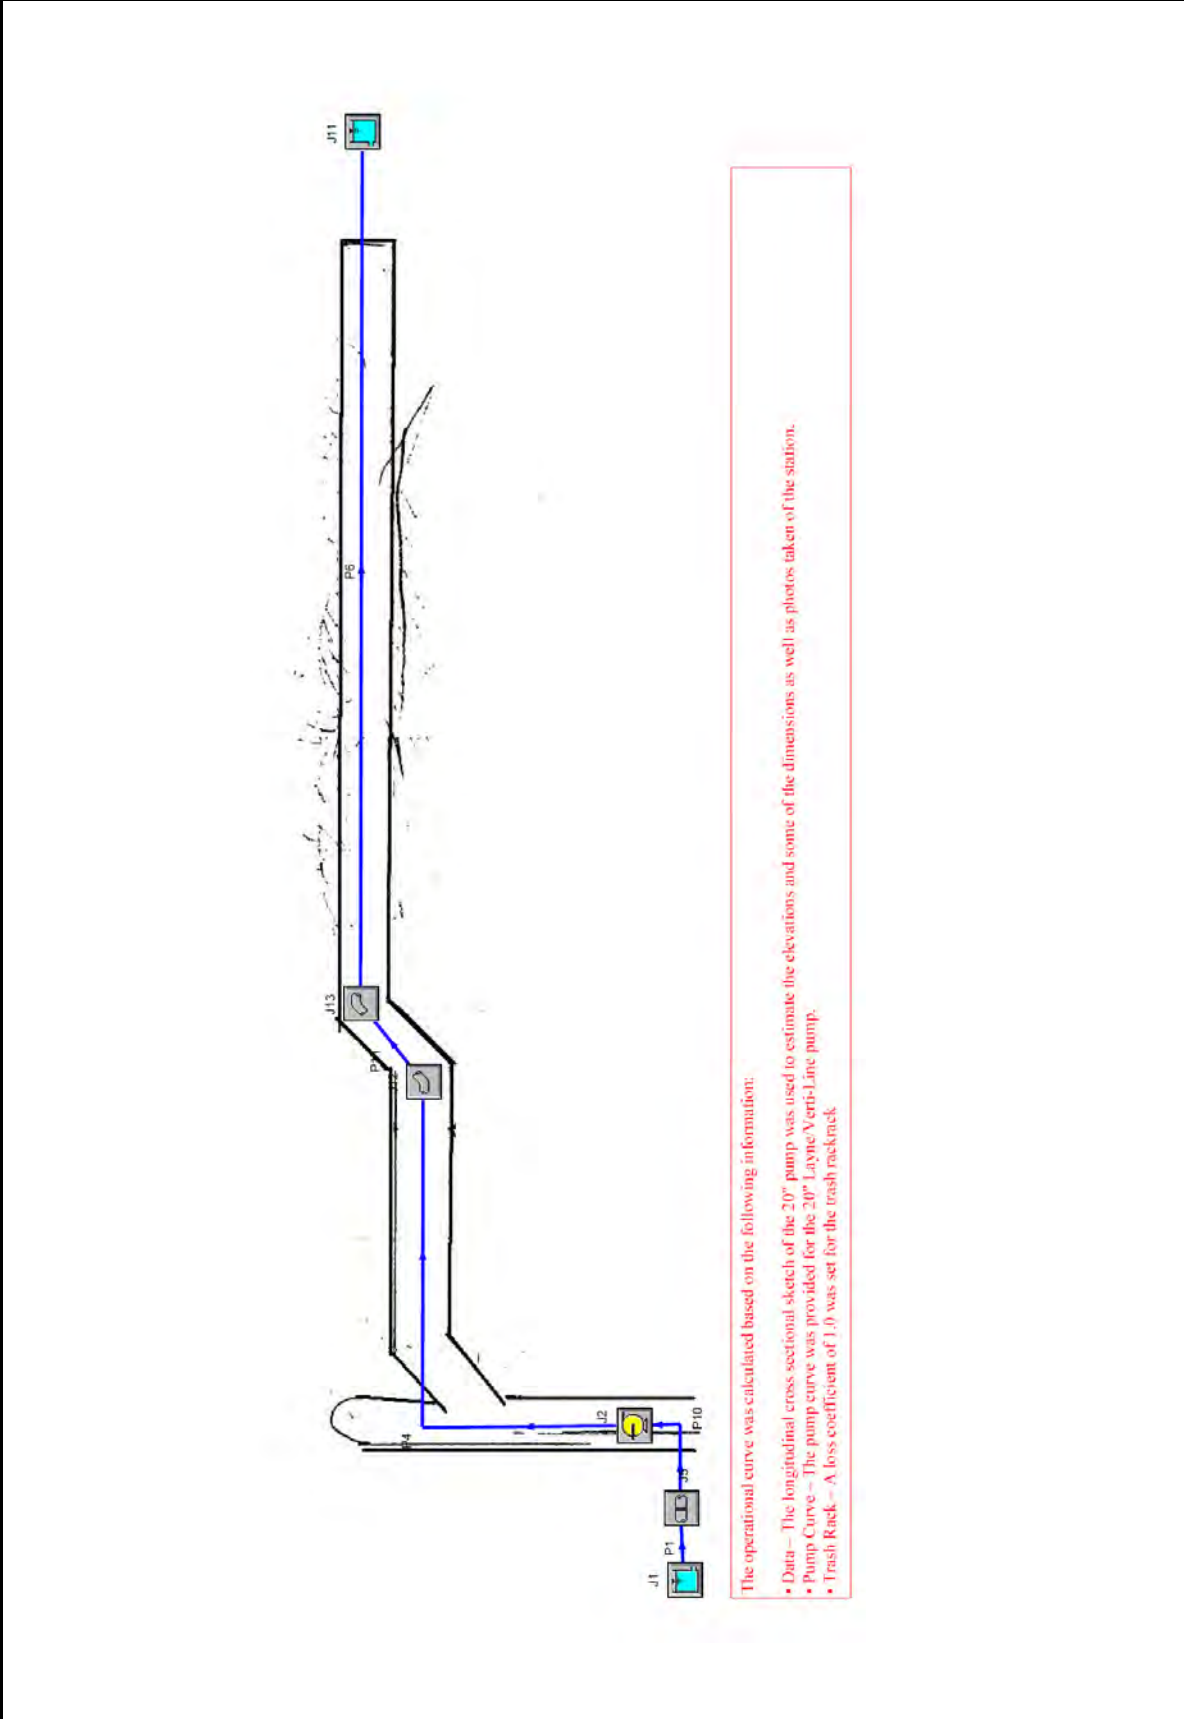 J11
P6
J13
P11
J12
P4
J2
P10
J5
P1
J1
The operational curve was calculated based on the following information:
• Data – The longitudinal cross sectional sketch of the 20" pump was used to estimate the elevations and some of the dimensions as well as photos taken of the station.
• Pump Curve – The pump curve was provided for the 20" Layne/Verti-Line pump.
• Trash Rack – A loss coefficient of 1.0 was set for the trash rackrack